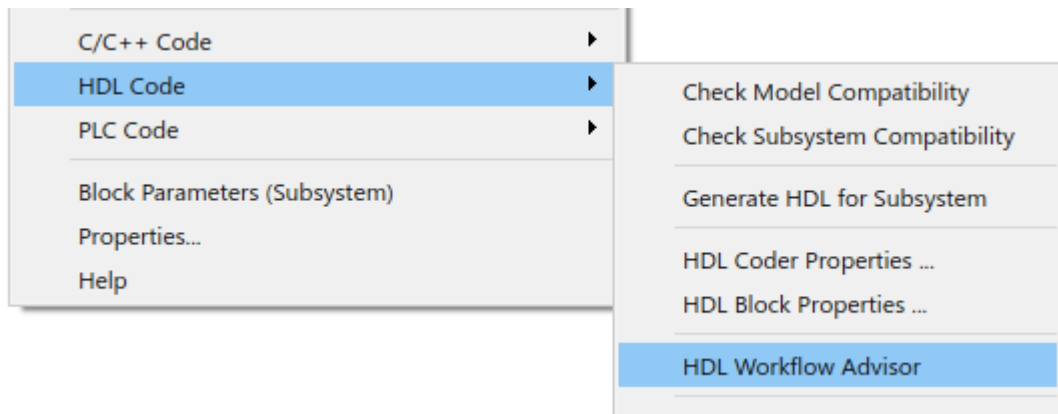 C/C++ Code
HDL Code
PLC Code
Block Parameters (Subsystem)
Properties...
Help
Check Model Compatibility
Check Subsystem Compatibility
Generate HDL for Subsystem
HDL Coder Properties ...
HDL Block Properties ...
HDL Workflow Advisor